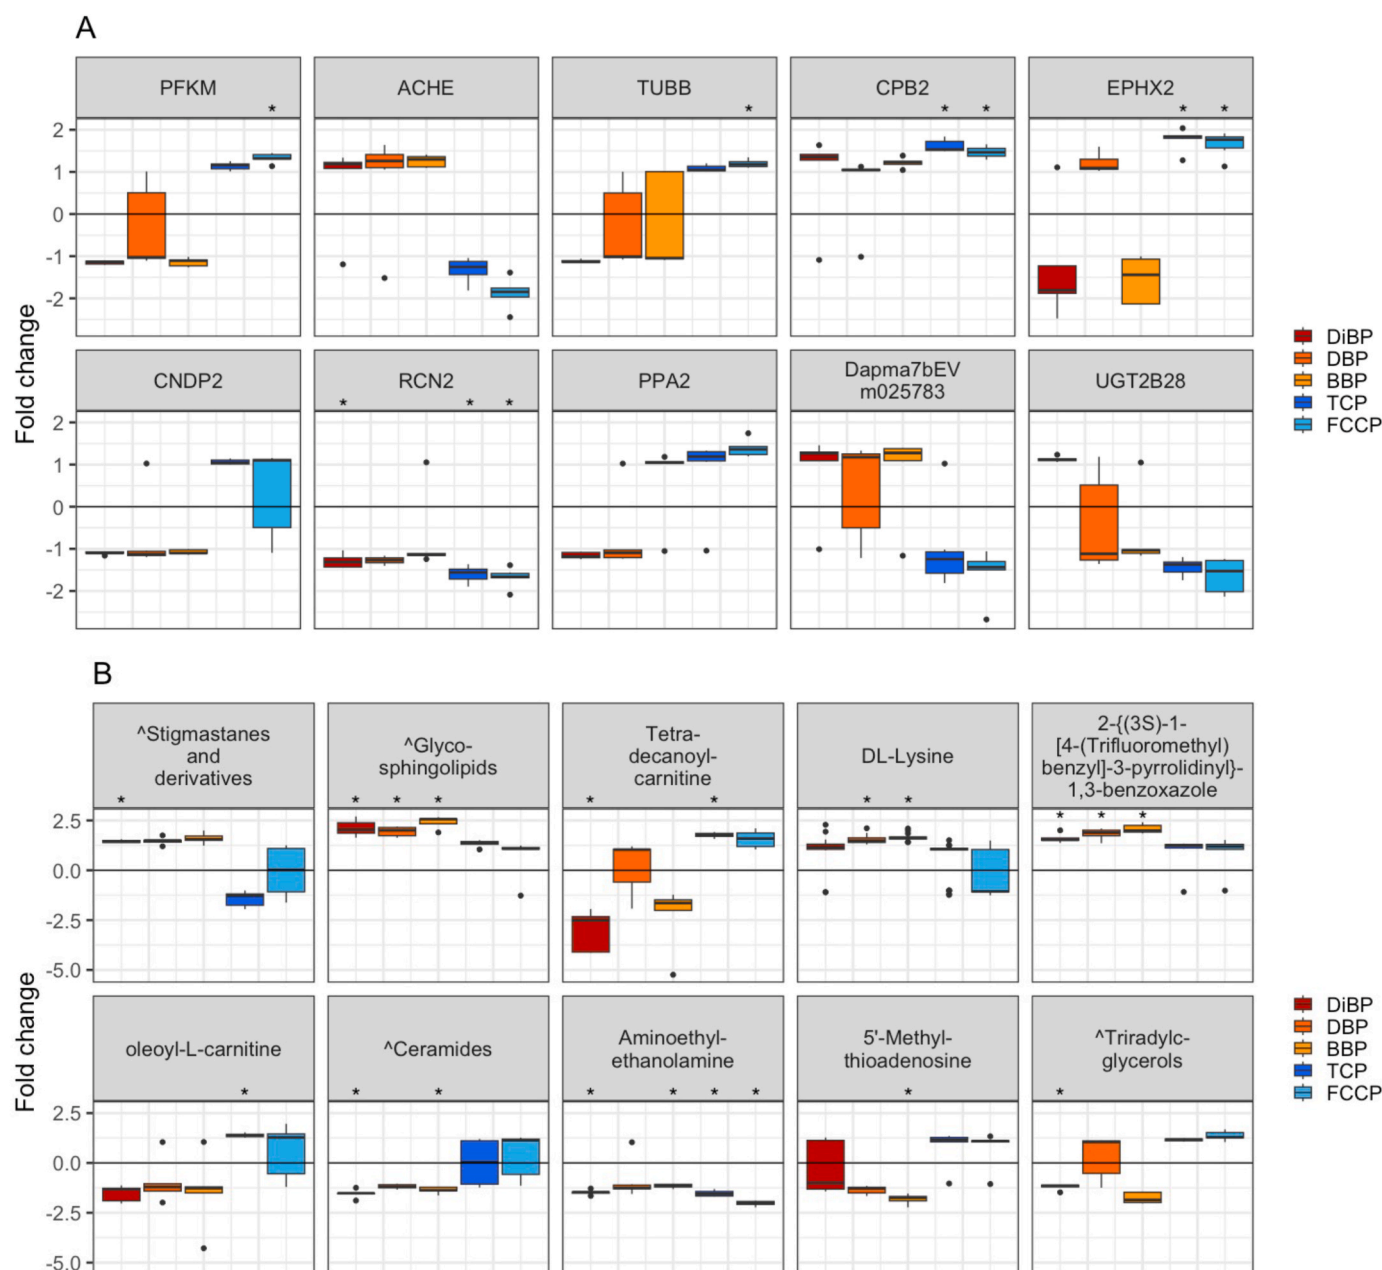 A
PFKM
ACHE
TUBB
CPB2
EPHX2
*
*
* *
* *
2
1
0
-1
-2
CNDP2
RCN2
PPA2
Dapma7bEV
m025783
UGT2B28
* * *
2
1
0
-1
-2
Fold change
DiBP
DBP
BBP
TCP
FCCP
B
^Stigmastanes
and
derivatives
^Glyco-
sphingolipids
Tetra-
decanoyl-
carnitine
DL-Lysine
2-{(3S)-1-
[4-(Trifluoromethyl)
benzyl]-3-pyrrolidinyl}-
1,3-benzoxazole
*
* * *
* *
* *
* * *
2.5
0.0
-2.5
-5.0
oleoyl-L-carnitine
^Ceramides
Aminoethyl-
ethanolamine
5'-Methyl-
thioadenosine
^Triradylc-
glycerols
*
* *
* * * *
*
*
2.5
0.0
-2.5
-5.0
Fold change
DiBP
DBP
BBP
TCP
FCCP